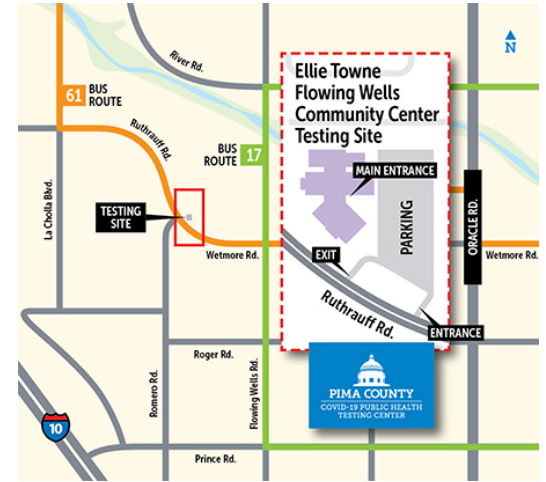 River Rd.
N
61 BUS
ROUTE
Ruthrauff Rd.
BUS
ROUTE 17
La Cholla Blvd.
TESTING
SITE
Wetmore Rd.
Ellie Towne
Flowing Wells
Community Center
Testing Site
MAIN ENTRANCE
PARKING
EXIT
Ruthrauff Rd.
ENTRANCE
ORACLE RD.
Wetmore Rd.
Roger Rd.
Romero Rd.
Flowing Wells Rd.
10
Prince Rd.
PIMA COUNTY
COVID-19 PUBLIC HEALTH
TESTING CENTER